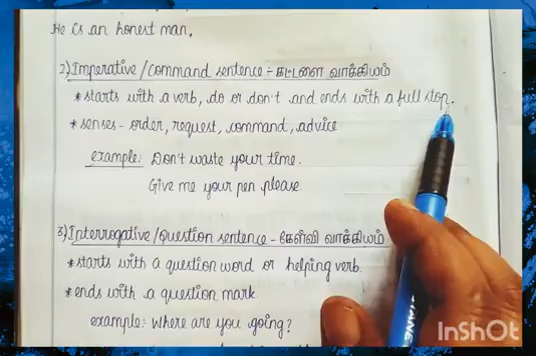 He is an honest man.
2) Imperative/Command sentence - கட்டளை வாக்கியம்
* starts with a verb, do or don't and ends with a full stop.
* senses - order, request, command, advice
example: Don't waste your time.
Give me your pen please
3) Interrogative/Question sentence - கேள்வி வாக்கியம்
* starts with a question word or helping verb.
* ends with a question mark.
example: Where are you going?
InShOt